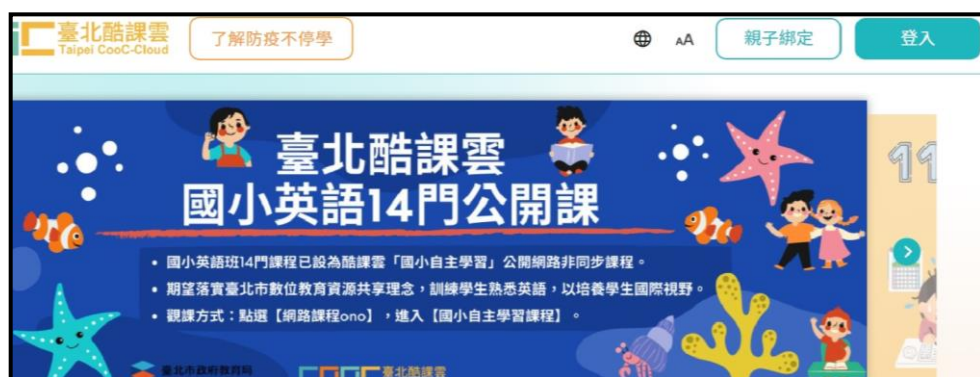 臺北酷課雲
Taipei CooC-Cloud
了解防疫不停學
AA
親子綁定
登入
臺北酷課雲
國小英語14門公開課
• 國小英語班14門課程已設為酷課雲「國小自主學習」公開網路非同步課程。
• 期望落實臺北市數位教育資源共享理念，訓練學生熟悉英語，以培養學生國際視野。
• 觀課方式：點選【網路課程ono】，進入【國小自主學習課程】。
臺北市政府教育局
臺北酷課雲
11